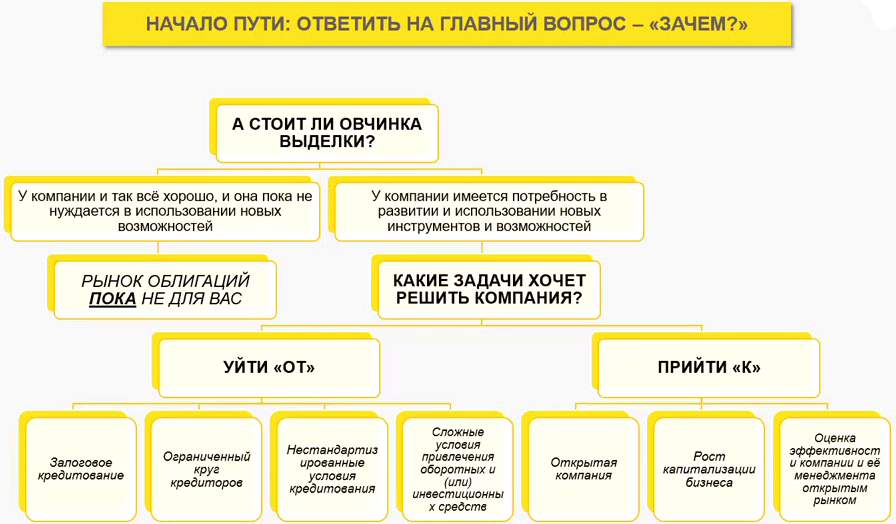 НАЧАЛО ПУТИ: ОТВЕТИТЬ НА ГЛАВНЫЙ ВОПРОС – «ЗАЧЕМ?»
А СТОИТ ЛИ ОВЧИНКА
ВЫДЕЛКИ?
У компании и так всё хорошо, и она пока не
нуждается в использовании новых
возможностей
У компании имеется потребность в
развитии и использовании новых
инструментов и возможностей
РЫНОК ОБЛИГАЦИЙ
ПОКА НЕ ДЛЯ ВАС
КАКИЕ ЗАДАЧИ ХОЧЕТ
РЕШИТЬ КОМПАНИЯ?
УЙТИ «ОТ»
ПРИЙТИ «К»
Залоговое
кредитование
Ограниченный
круг
кредиторов
Нестандартиз
ированные
условия
кредитования
Сложные
условия
привлечения
оборотных и
(или)
инвестиционны
х средств
Открытая
компания
Рост
капитализации
бизнеса
Оценка
эффективност
и компании и её
менеджмента
открытым
рынком